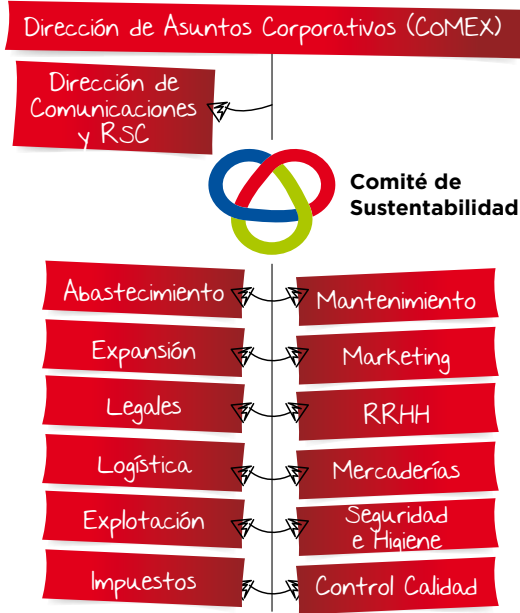 Dirección de Asuntos Corporativos (CoMEX)
Dirección de
Comunicaciones
y RSC
Comité de
Sustentabilidad
Abastecimiento
Mantenimiento
Expansión
Marketing
Legales
RRHH
Logística
Mercaderías
Explotación
Seguridad
e Higiene
Impuestos
Control Calidad